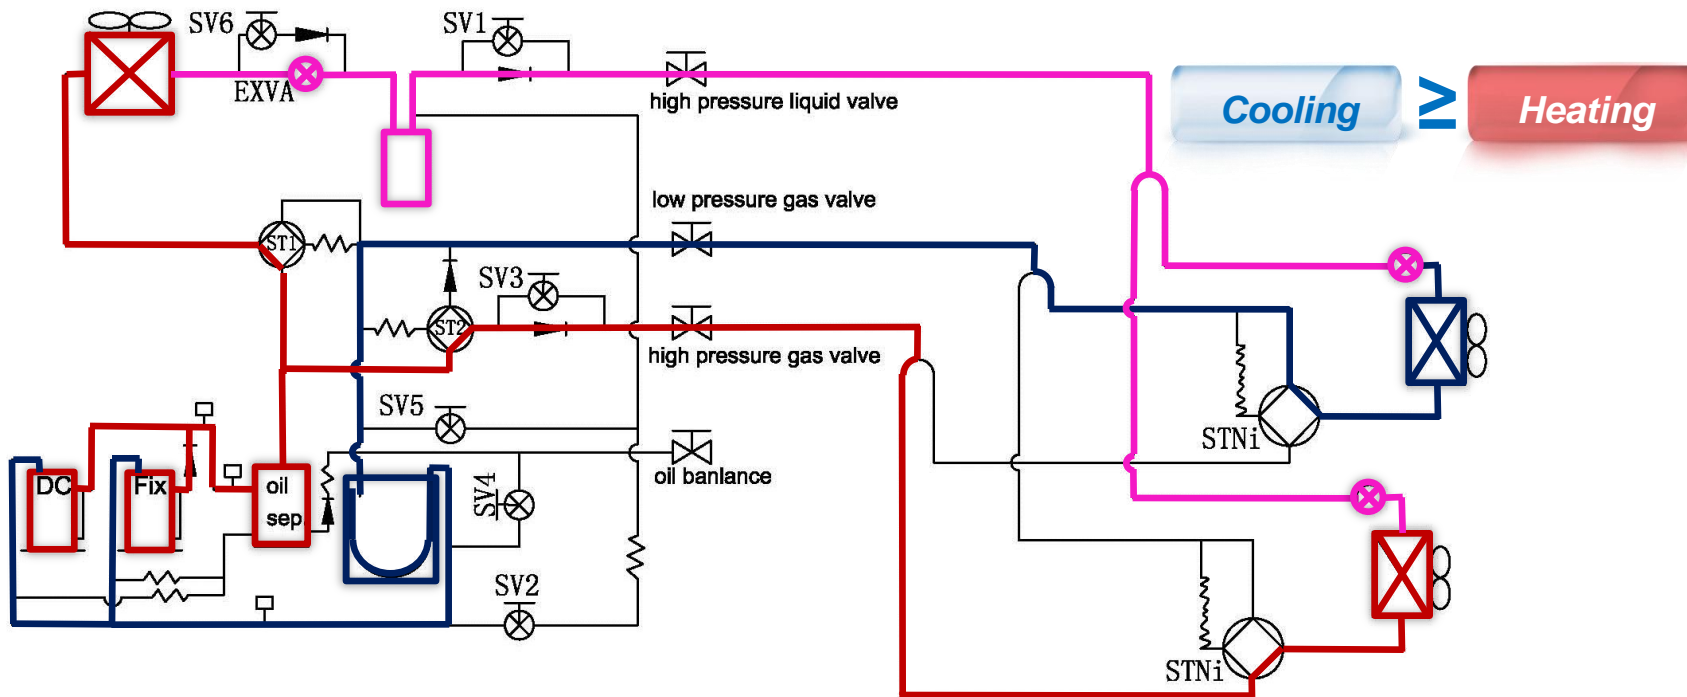 SV6
SV1
EXVA
high pressure liquid valve
Cooling
≥
Heating
low pressure gas valve
ST1
SV3
ST2
high pressure gas valve
SV5
STNi
oil banlance
DC
Fix
oil
sep.
SV4
SV2
STNi